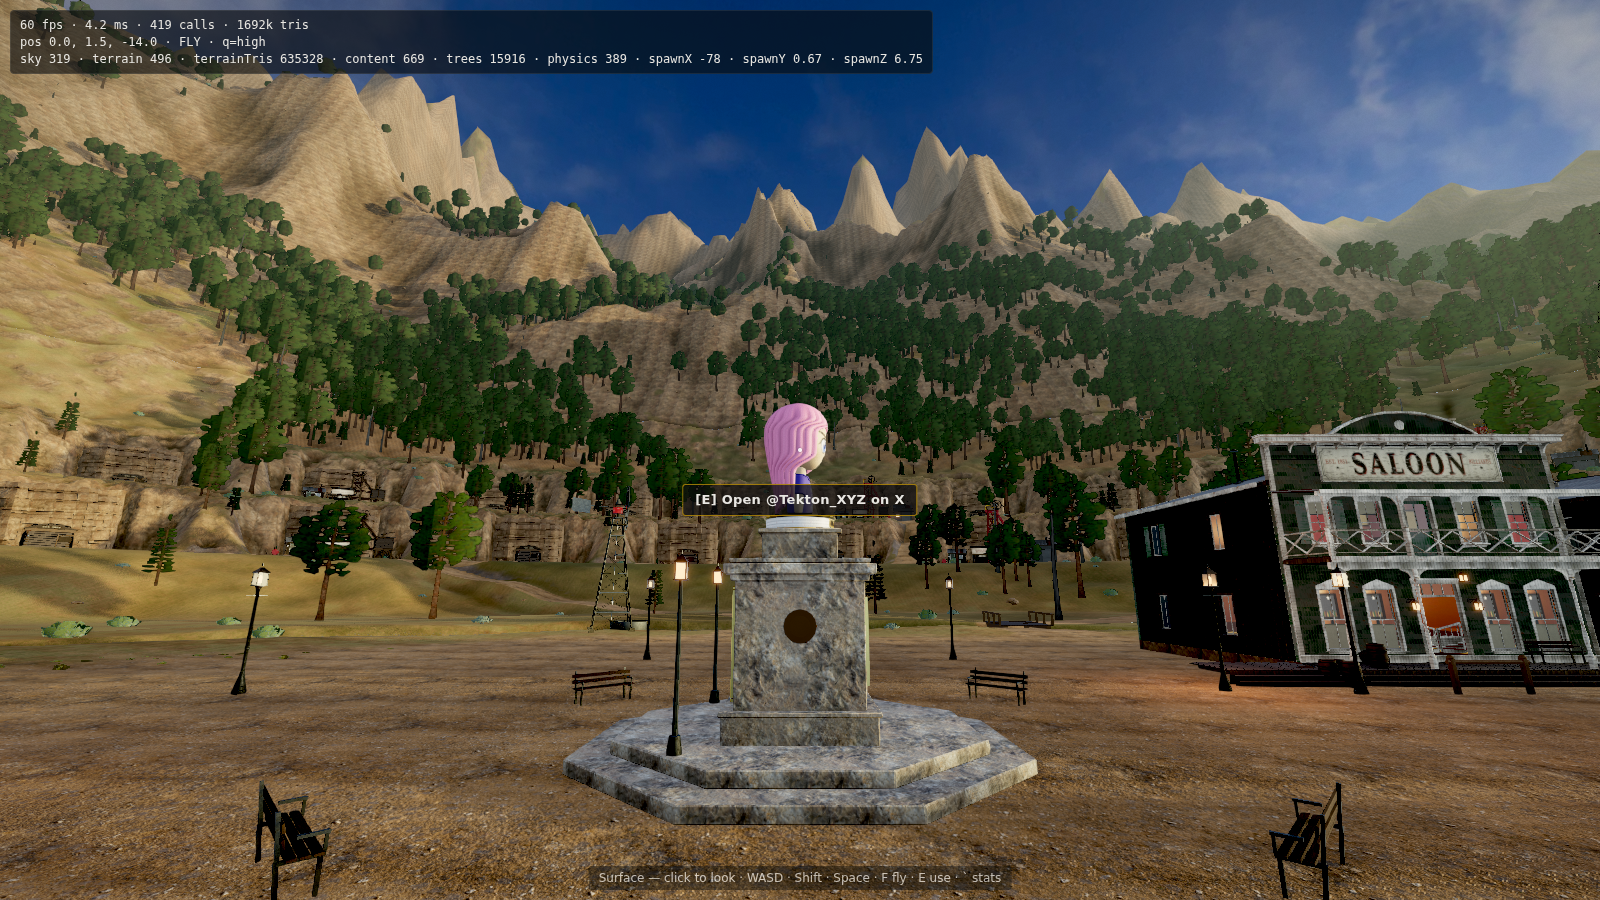 60 fps · 4.2 ms · 419 calls · 1692k tris
pos 0.0, 1.5, -14.0 · FLY · q=high
sky 319 · terrain 496 · terrainTris 635328 · content 669 · trees 15916 · physics 389 · spawnX -78 · spawnY 0.67 · spawnZ 6.75
SALOON
[E] Open @Tekton_XYZ on X
Surface — click to look · WASD · Shift · Space · F fly · E use · ` stats